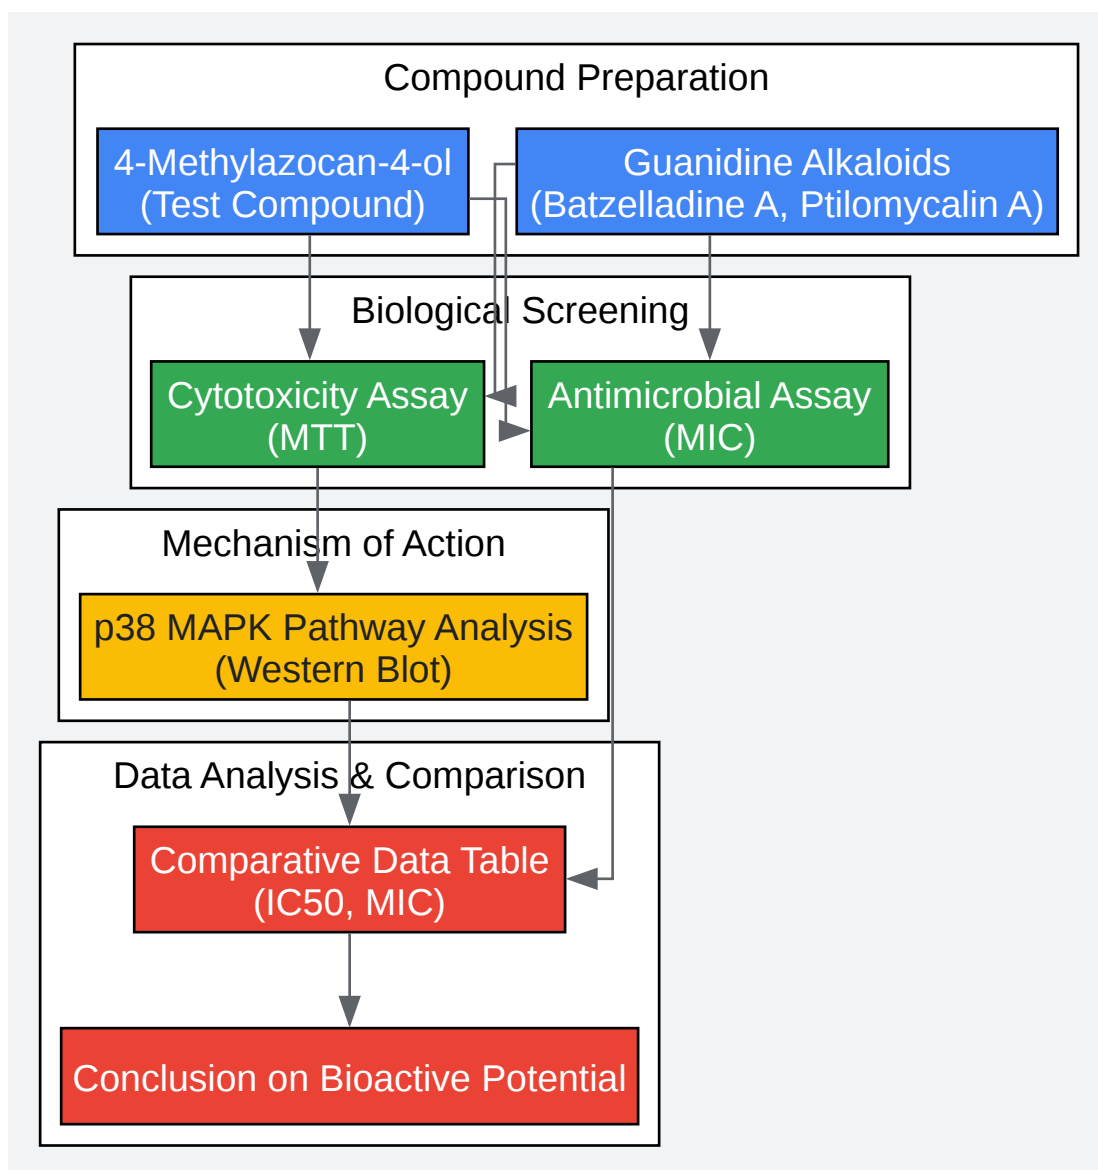 Compound Preparation
4-Methylazocan-4-ol
(Test Compound)
Guanidine Alkaloids
(Batzelladine A, Ptilomycalin A)
Biological Screening
Cytotoxicity Assay
(MTT)
Antimicrobial Assay
(MIC)
Mechanism of Action
p38 MAPK Pathway Analysis
(Western Blot)
Data Analysis & Comparison
Comparative Data Table
(IC50, MIC)
Conclusion on Bioactive Potential